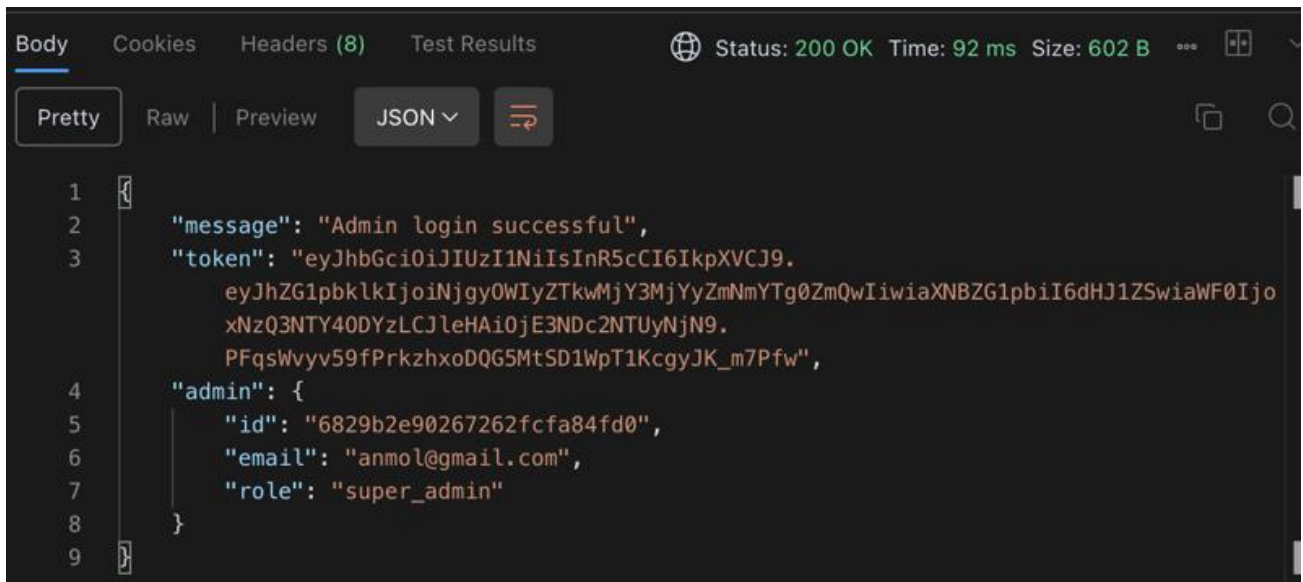 Body Cookies Headers (8) Test Results Status: 200 OK Time: 92 ms Size: 602 B
Pretty Raw | Preview JSON
1 {
2 "message": "Admin login successful",
3 "token": "eyJhbGciOiJIUzI1NiIsInR5cCI6IkpXVCJ9.
eyJhZG1pbklkIjoiNjgyOWIyZTkwMjY3MjYyZmNmYTg0ZmQwIiwiaXNBZG1pbiI6dHJ1ZSwiaWF0Ijo
xNzQ3NTY4ODYzLCJleHAiOjE3NDc2NTUyNjN9.
PFqsWvyv59fPrkzhxoDQG5MtSD1WpT1KcgyJK_m7Pfw",
4 "admin": {
5 "id": "6829b2e90267262fcfa84fd0",
6 "email": "anmol@gmail.com",
7 "role": "super_admin"
8 }
9 }